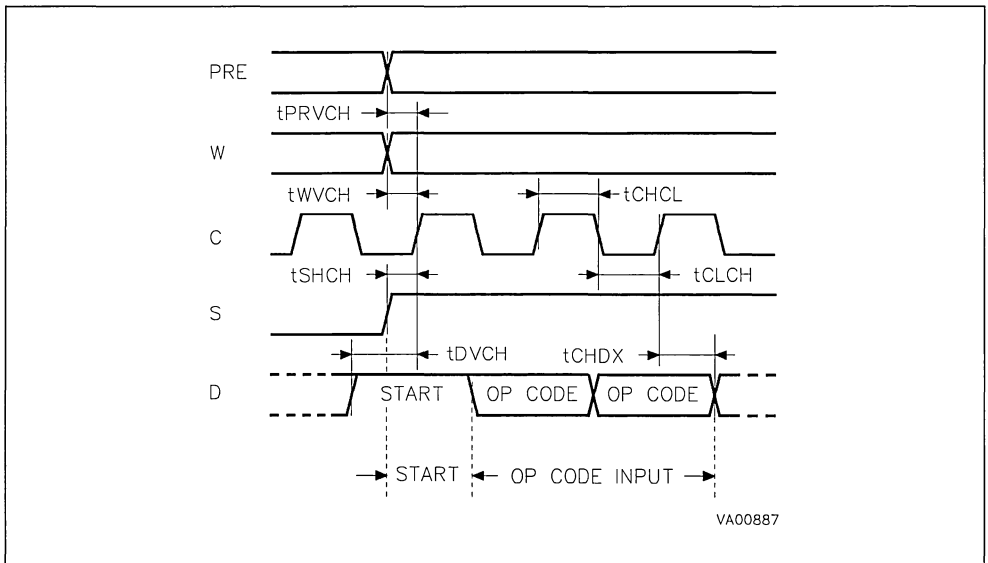 PRE
tPRVCH
W
tWVCH
tCHCL
C
tSHCH
tCLCH
S
tDVCH
tCHDX
D
START
OP CODE
OP CODE
START
OP CODE INPUT
VA00887